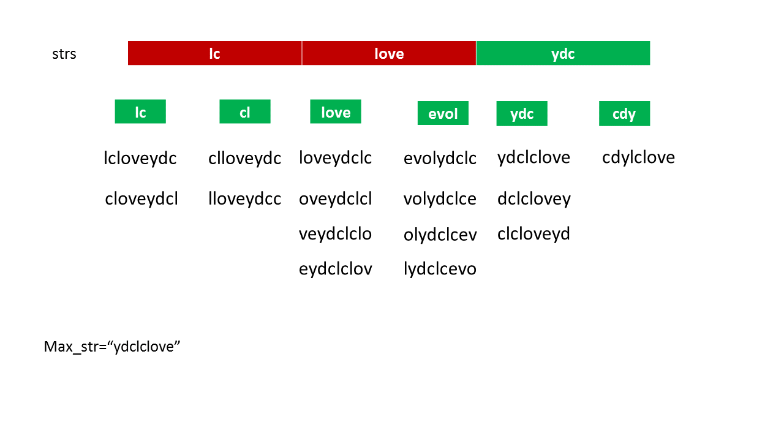 strs lc love ydc
lc cl love evol ydc cdy
lcloveydc clloveydc loveydclc evolydclc ydclclove cdylclove
cloveydcl lloveydcc oveydclcl volydclce dclclovey
veydclclo olydclcev clcloveyd
eydclclov lydclcevo
Max_str=“ydclclove”